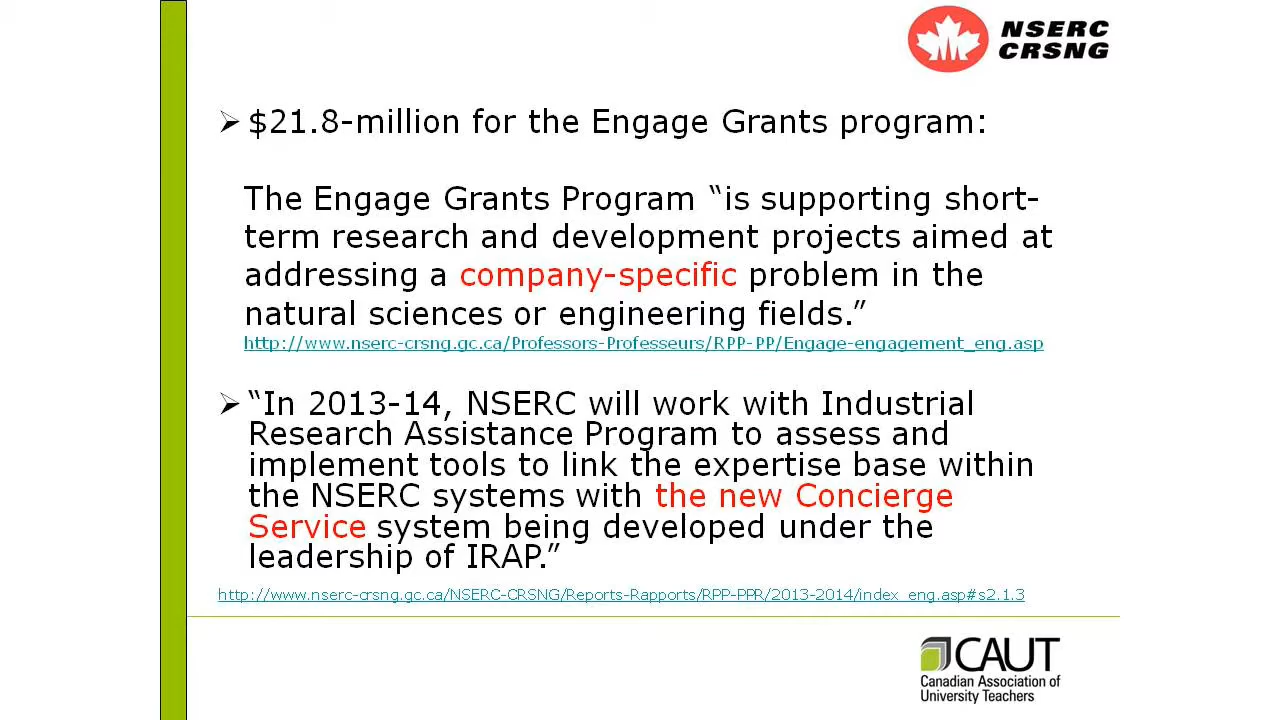 NSERC
CRSNG
➢ $21.8-million for the Engage Grants program:
The Engage Grants Program “is supporting short-
term research and development projects aimed at
addressing a company-specific problem in the
natural sciences or engineering fields.”
http://www.nserc-crsng.gc.ca/Professors-Professeurs/RPP-PP/Engage-engagement_eng.asp
➢ “In 2013-14, NSERC will work with Industrial
Research Assistance Program to assess and
implement tools to link the expertise base within
the NSERC systems with the new Concierge
Service system being developed under the
leadership of IRAP.”
http://www.nserc-crsng.gc.ca/NSERC-CRSNG/Reports-Rapports/RPP-PPR/2013-2014/index_eng.asp#s2.1.3
CAUT
Canadian Association of
University Teachers